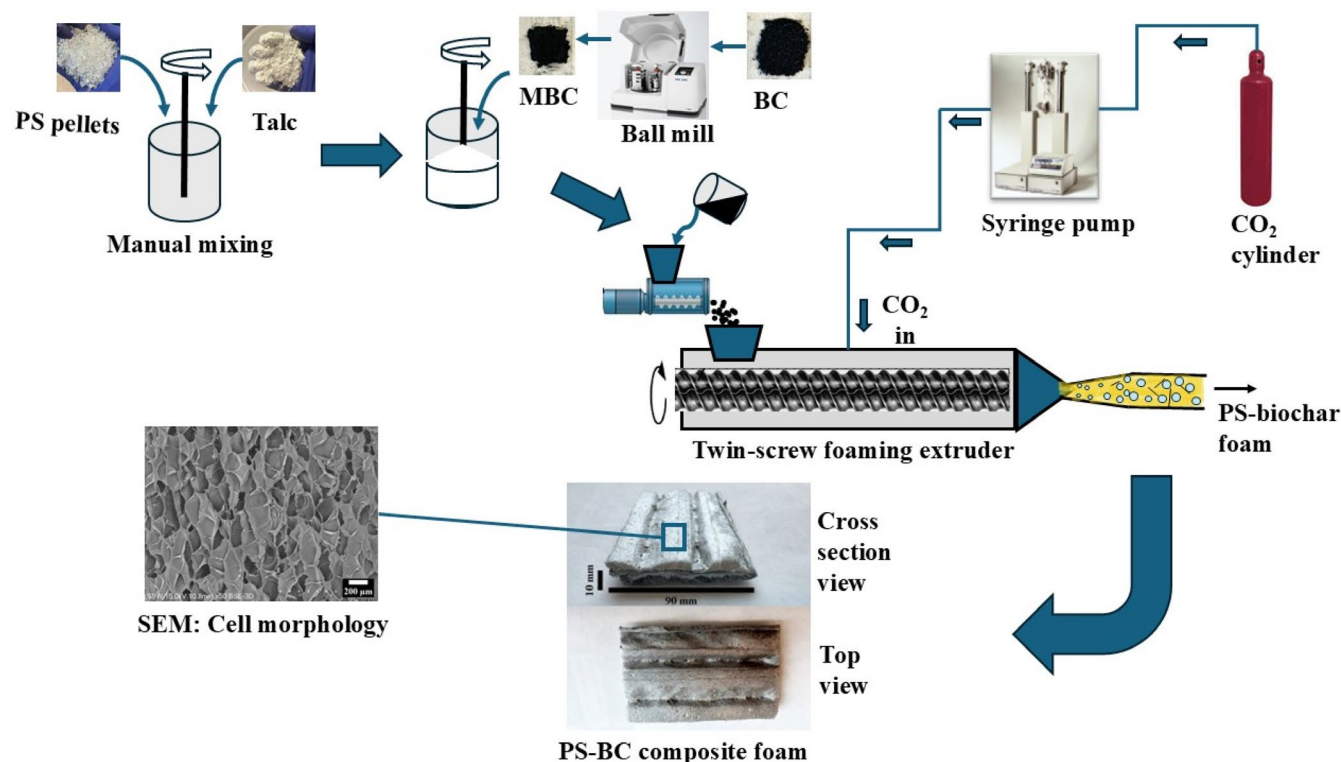 PS pellets
Talc
Manual mixing
MBC
Ball mill
BC
Syringe pump
CO₂
cylinder
CO₂
in
Twin-screw foaming extruder
PS-biochar
foam
200 µm
SEM: Cell morphology
10 mm
90 mm
Cross
section
view
Top
view
PS-BC composite foam